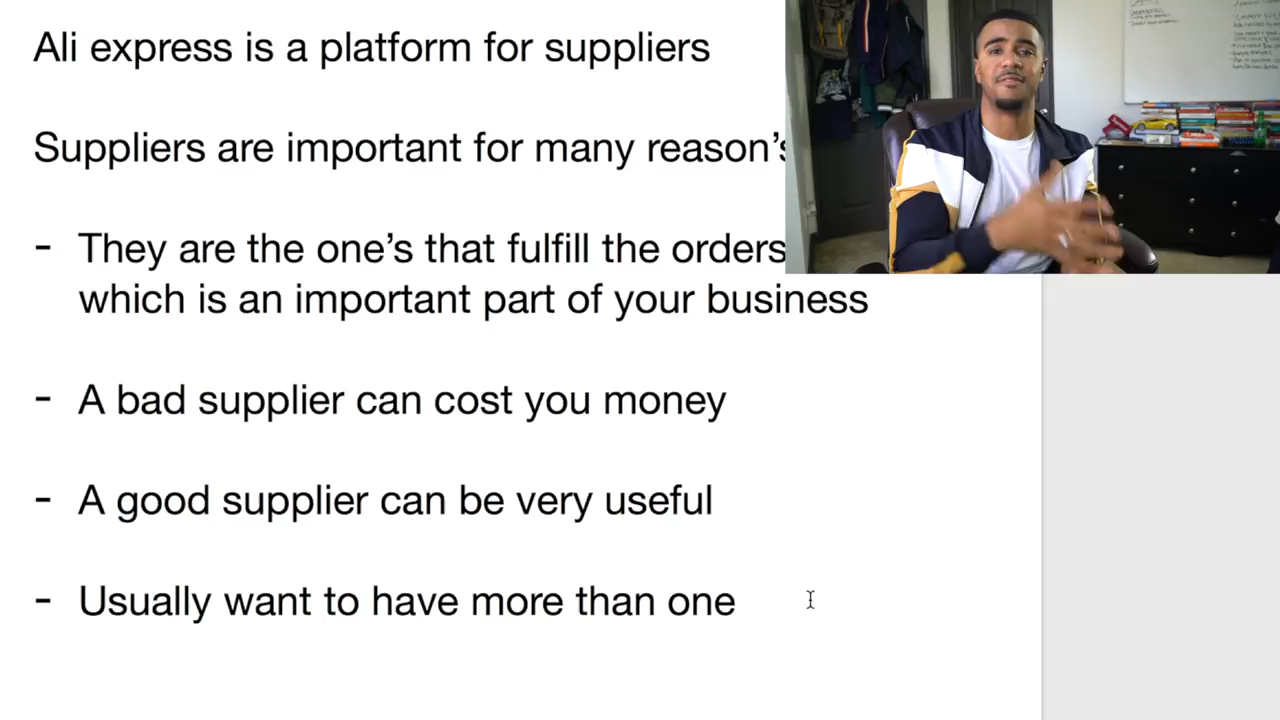 Ali express is a platform for suppliers
Suppliers are important for many reason's
- They are the one's that fulfill the orders
which is an important part of your business
- A bad supplier can cost you money
- A good supplier can be very useful
- Usually want to have more than one